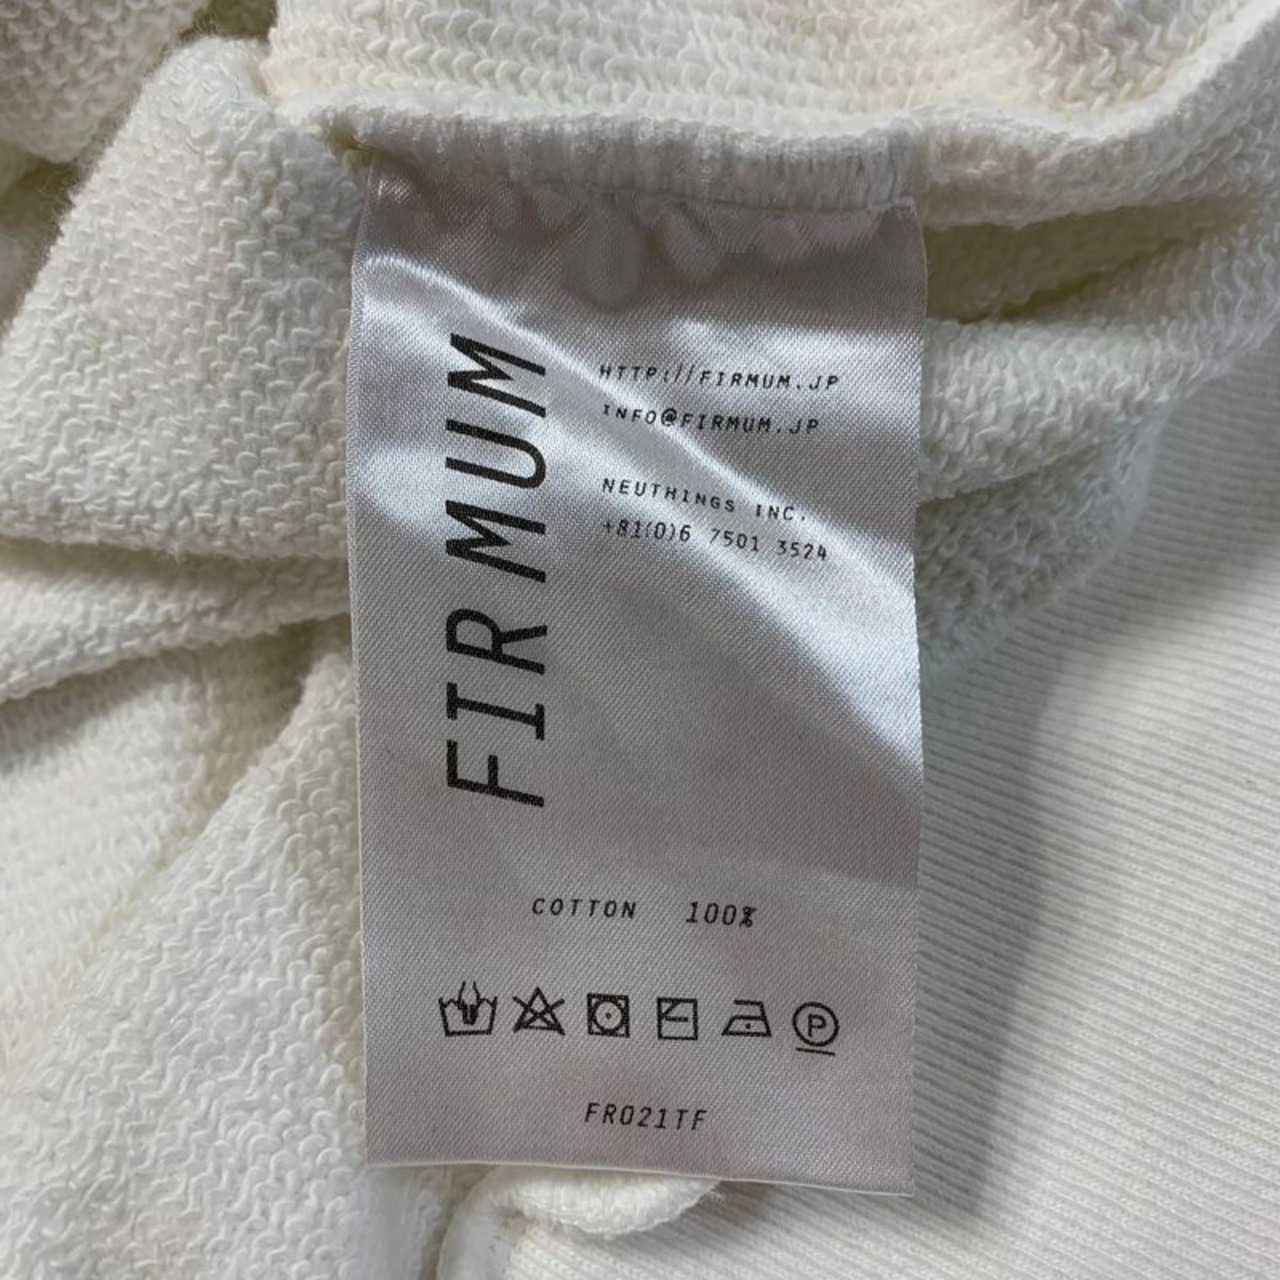 FIRMUM
HTTP://FIRMUM.JP
INFO@FIRMUM.JP
NEUTHINGS INC.
+81(0)6 7501 3524
COTTON 100%
P
FR021TF